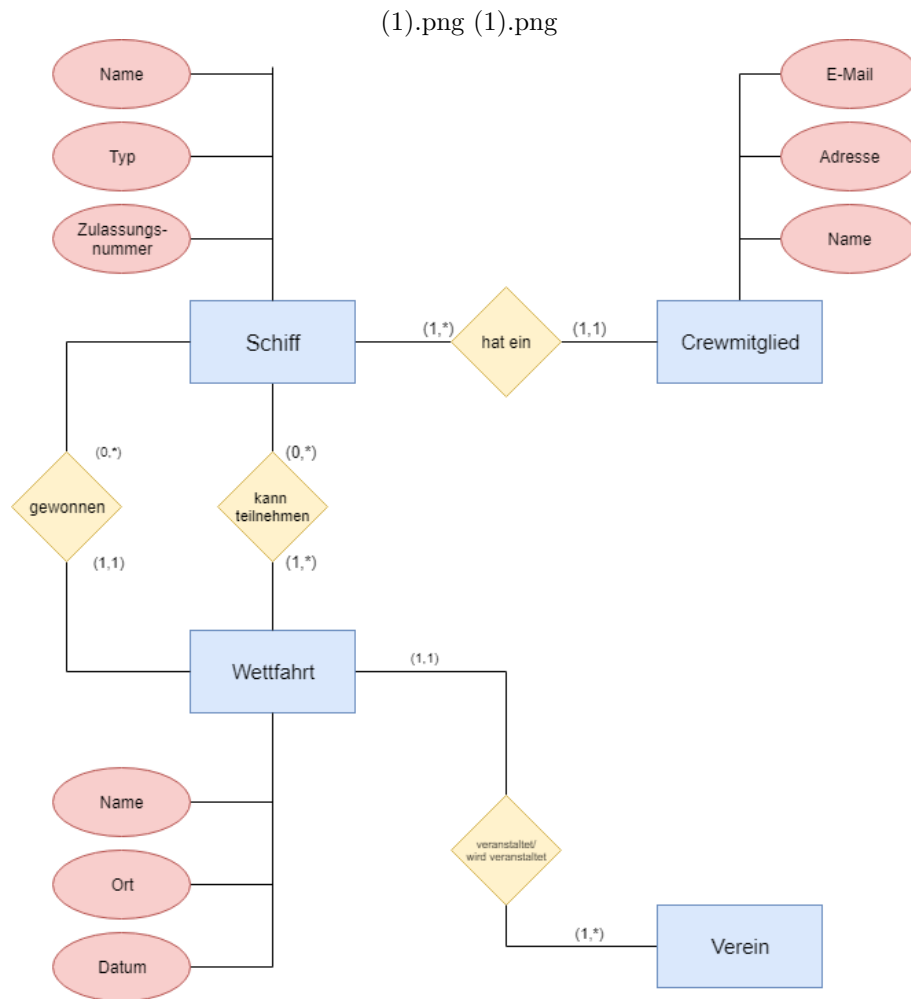 (1).png (1).png
Name
E-Mail
Typ
Adresse
Zulassungs-
nummer
Name
Schiff
(1,*)
hat ein
(1,1)
Crewmitglied
(0,*)
(0,*)
gewonnen
kann
teilnehmen
(1,1)
(1,*)
Wettfahrt
(1,1)
Name
veranstaltet/
wird veranstaltet
Ort
(1,*)
Verein
Datum